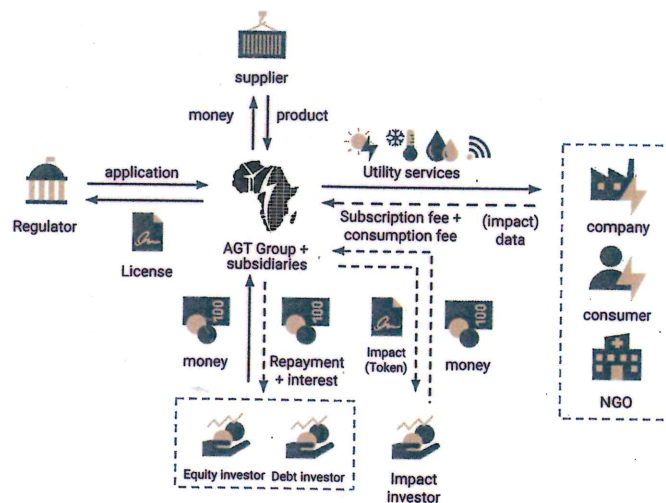 supplier
money
product
application
Regulator
License
AGT Group +
subsidiaries
Utility services
Subscription fee +
consumption fee
(impact)
data
company
consumer
NGO
100
money
100
Repayment
+ interest
Impact
(Token)
100
money
Equity investor
Debt investor
Impact
investor